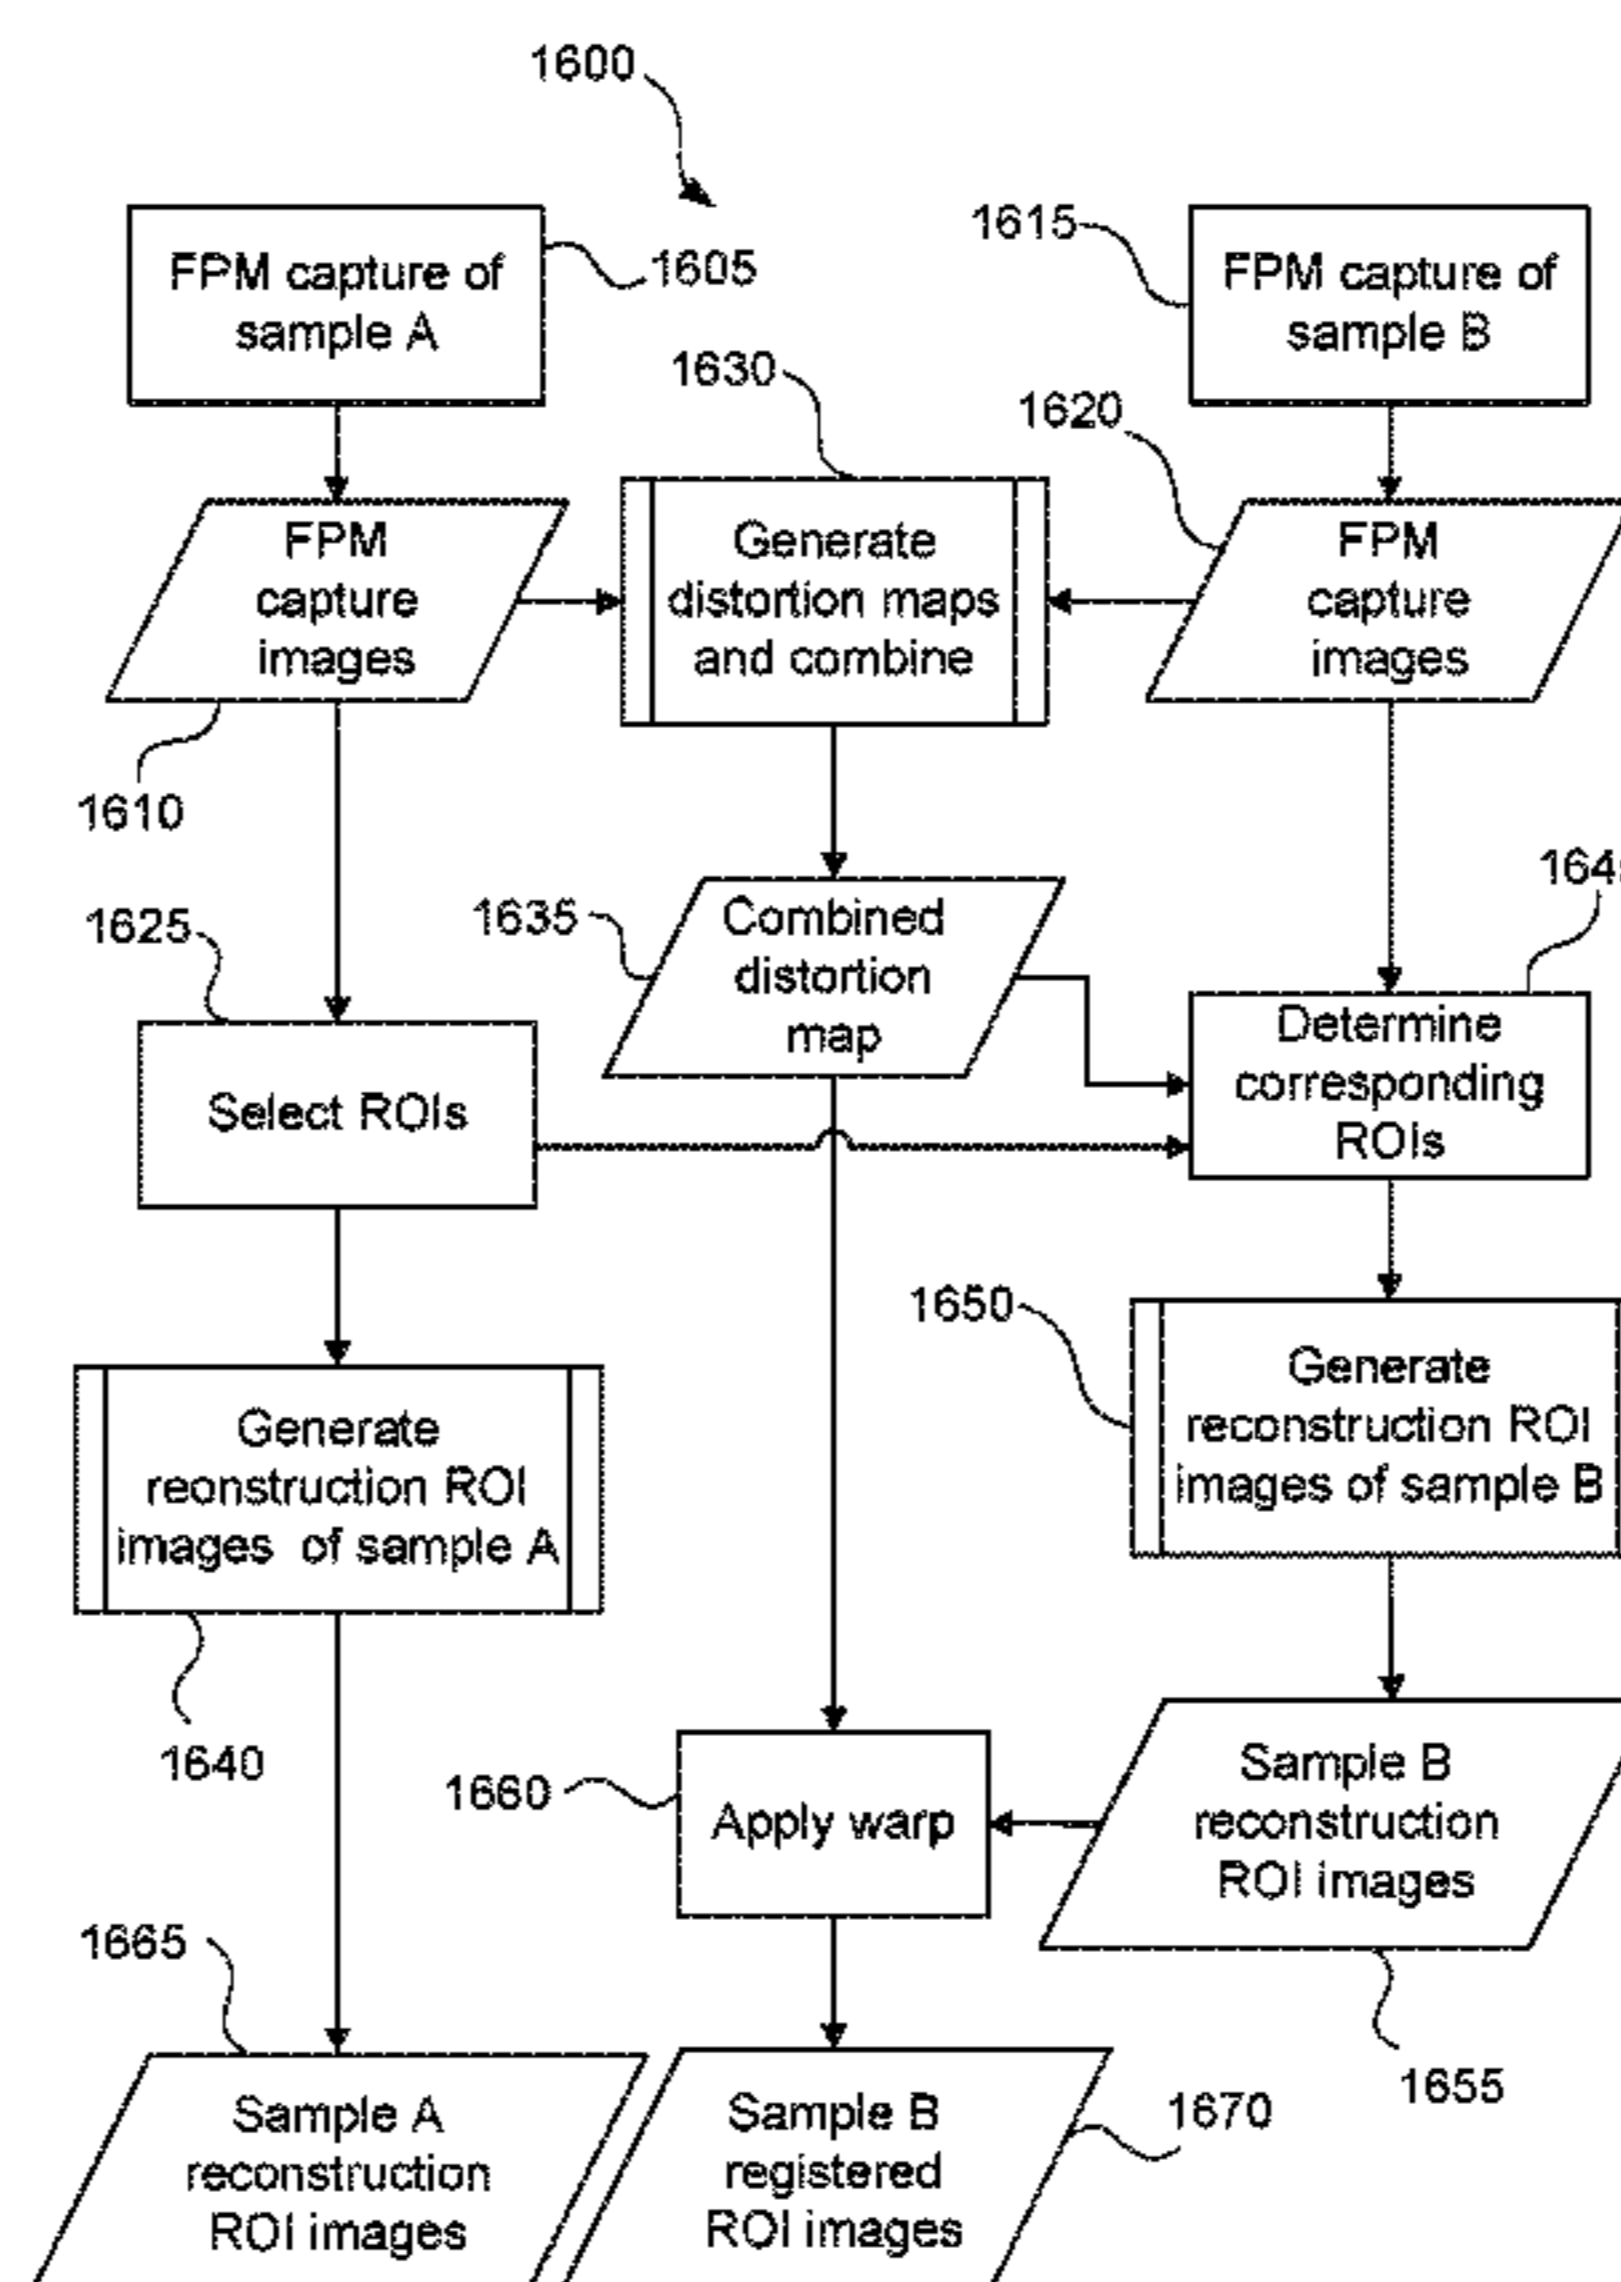 1600
FPM capture of
sample A
1605
1615
FPM capture of
sample B
1630
1620
FPM
capture
images
1610
Generate
distortion maps
and combine
FPM
capture
images
1625
1635
Combined
distortion
map
Select ROIs
Determine
corresponding
ROIs
1650
Generate
reonstruction ROI
images of sample A
1640
Generate
reconstruction ROI
images of sample B
1660
Apply warp
Sample B
reconstruction
ROI images
1655
1665
Sample A
reconstruction
ROI images
Sample B
registered
ROI images
1670